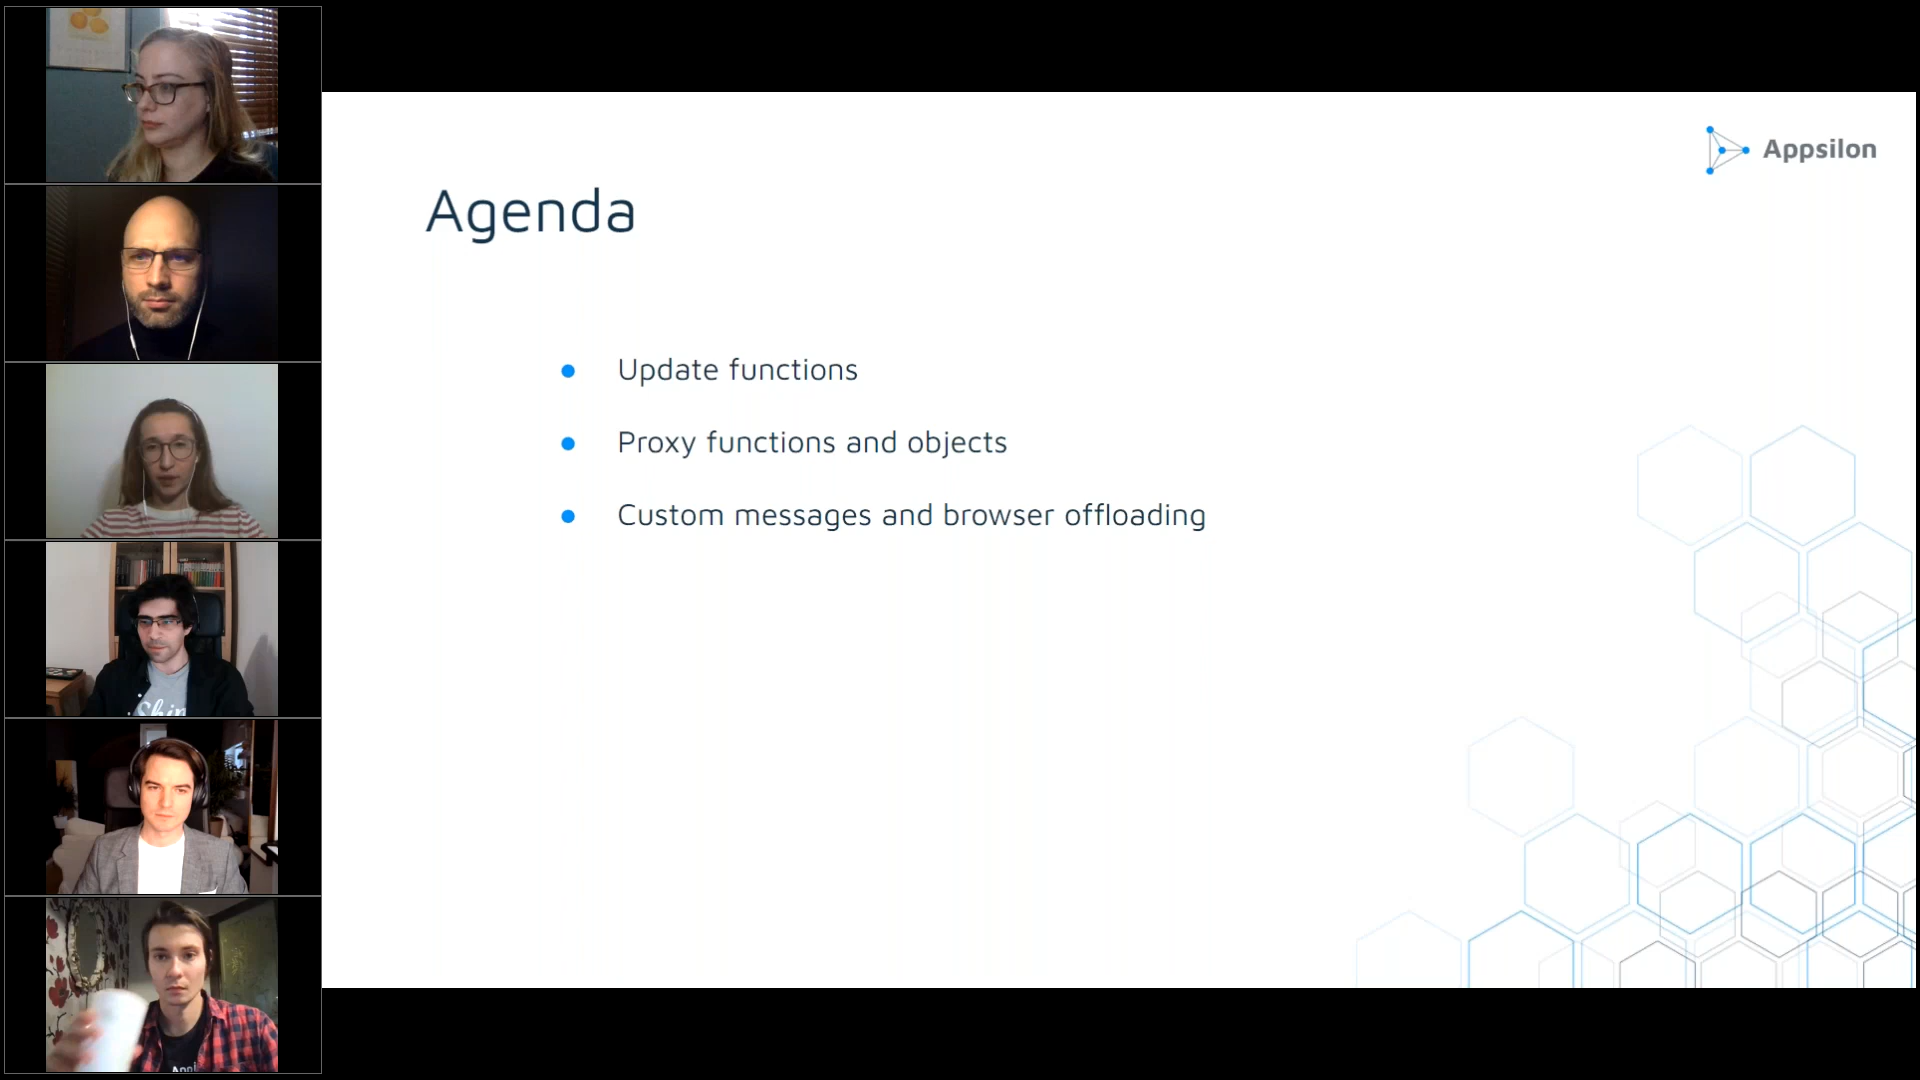 Appsilon
Agenda
Update functions
Proxy functions and objects
Custom messages and browser offloading